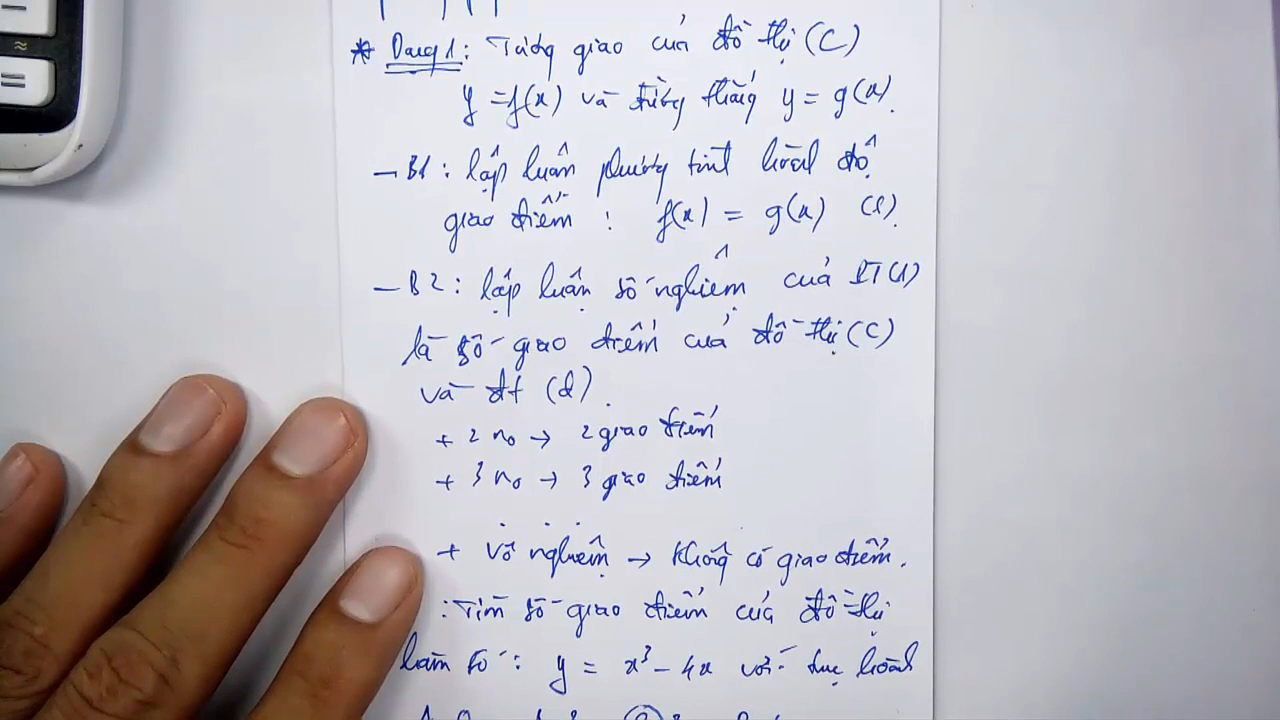 * Dạng 1: Tương giao của đồ thị (C)
y = f(x) và đường thẳng y = g(x).
- B1: lập luận phương trình hoành độ
giao điểm : f(x) = g(x) (1).
- B2: lập luận số nghiệm của PT(1)
là số giao điểm của đồ thị (C)
và đt (d).
+ 2 n₀ → 2 giao điểm
+ 3 n₀ → 3 giao điểm
. . .
+ vô nghiệm → không có giao điểm.
: Tìm số giao điểm của đồ thị
hàm số : y = x³ - 4x với trục hoành